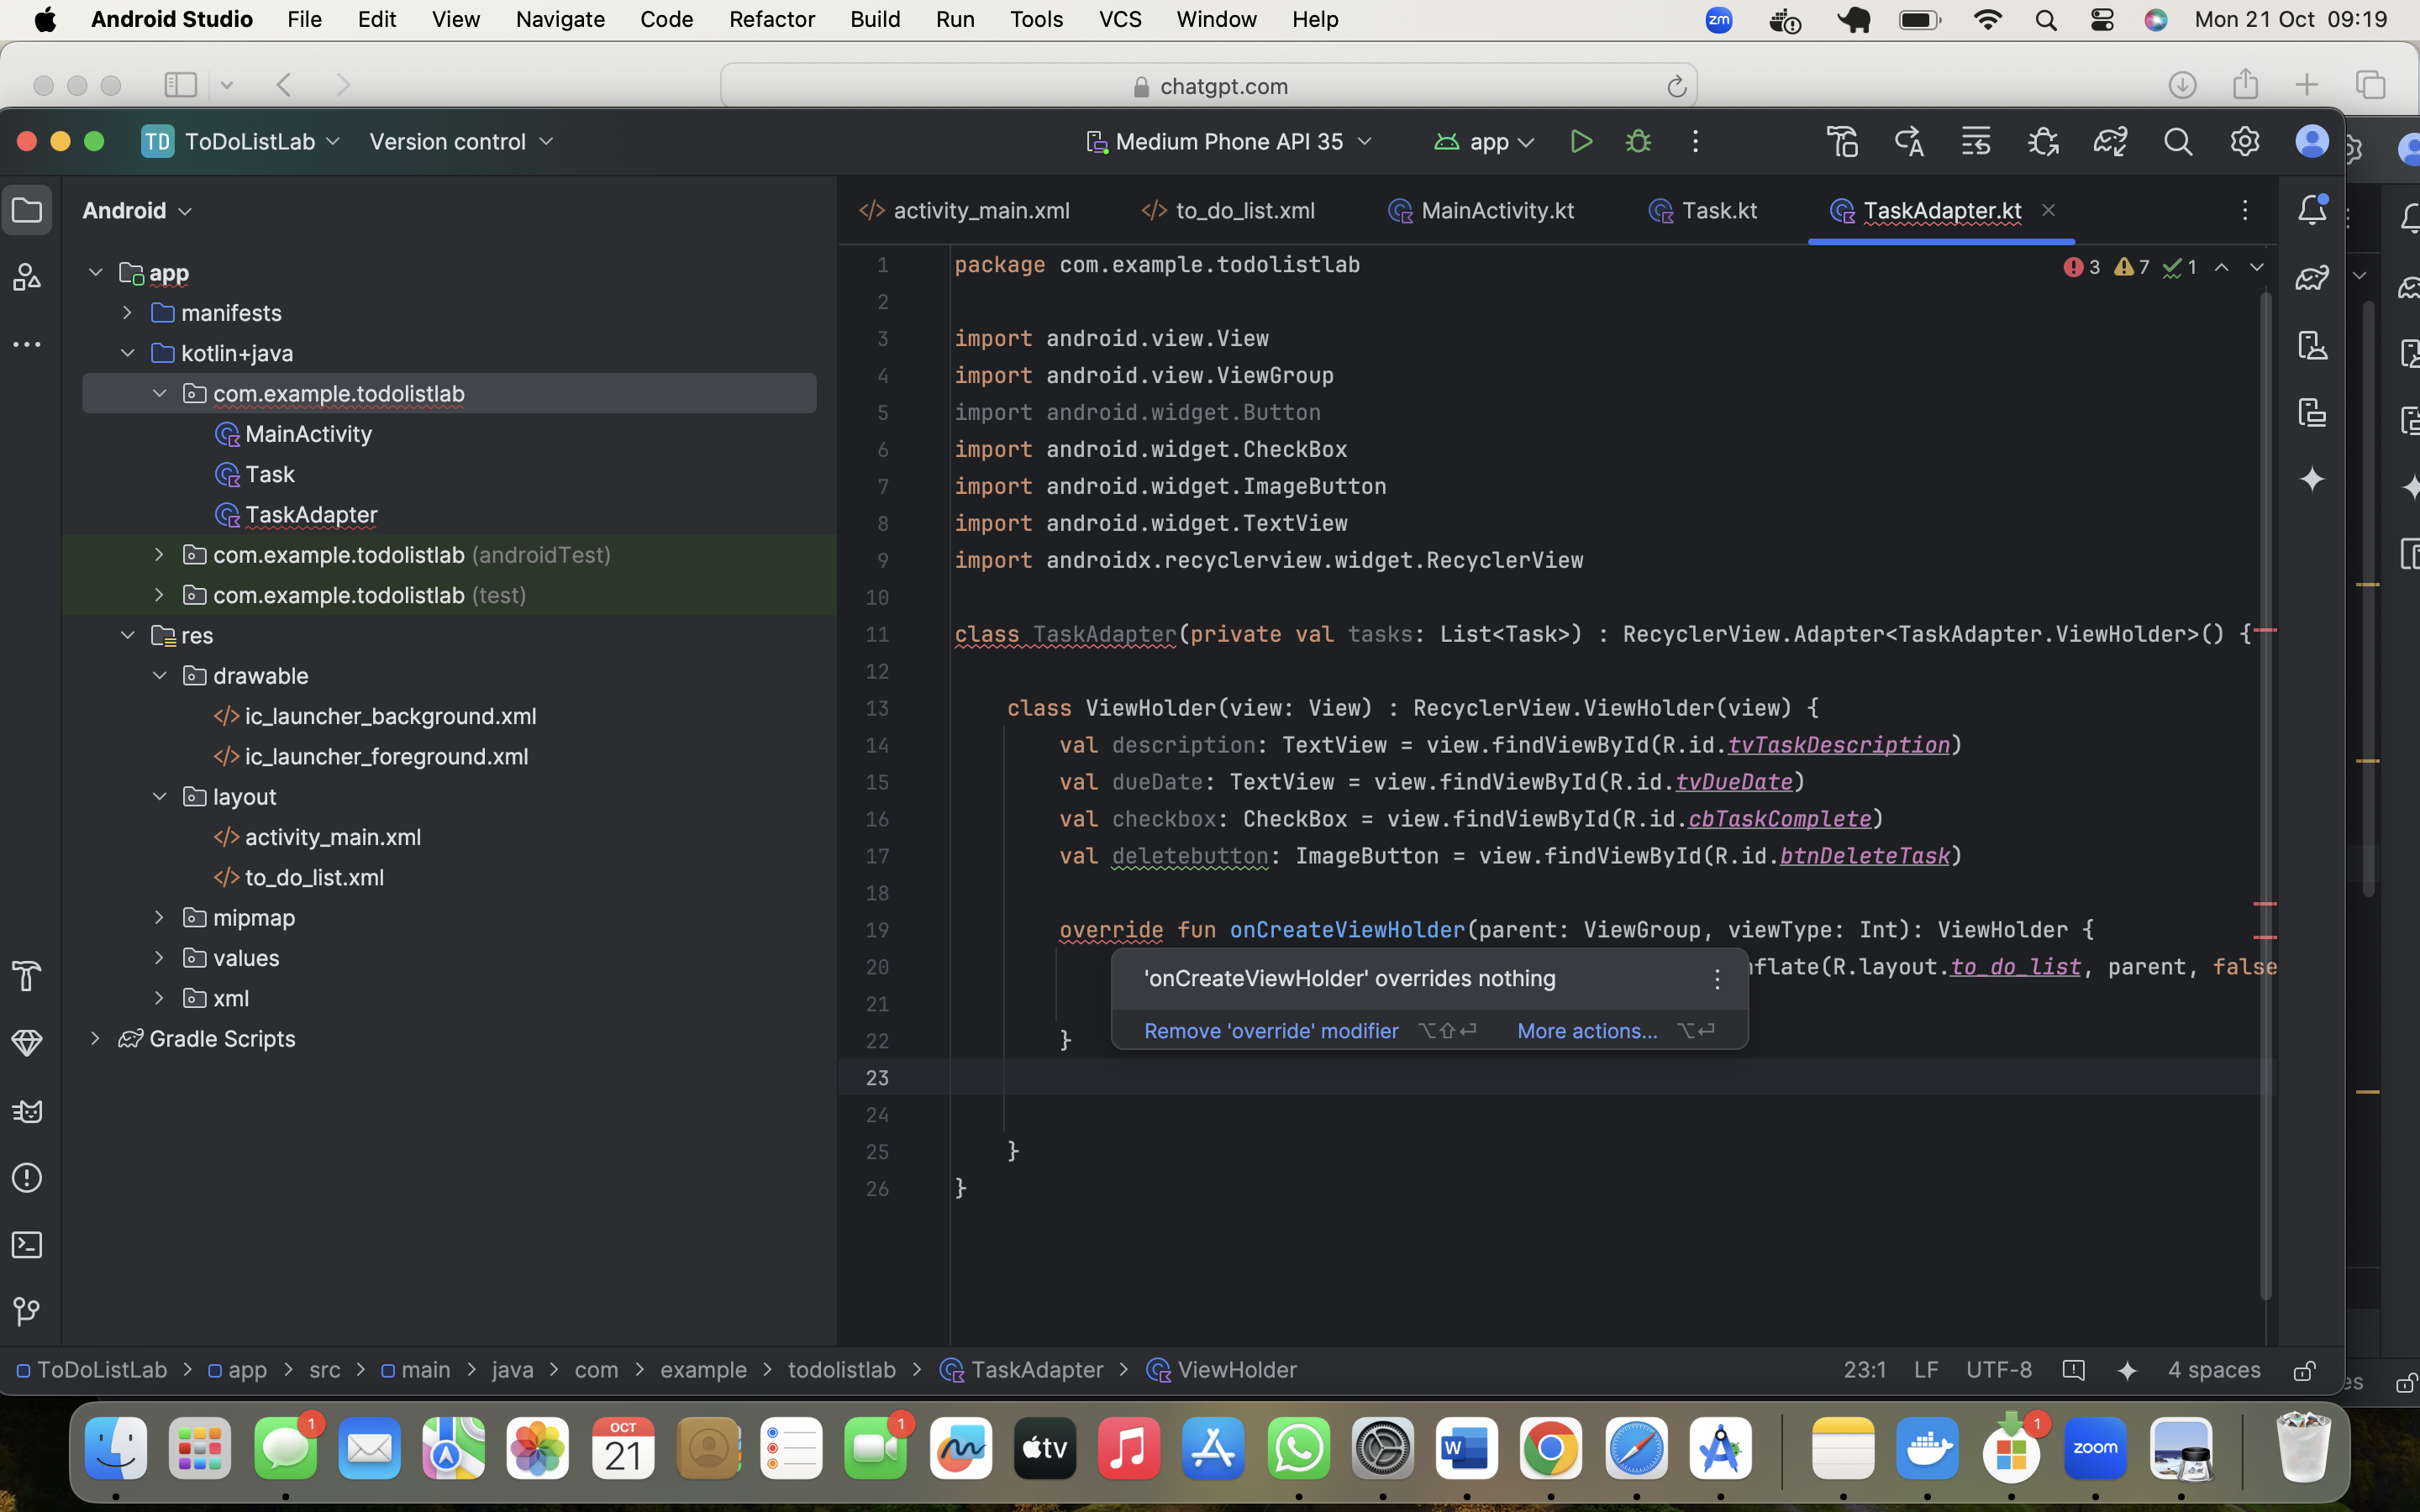 Android Studio File Edit View Navigate Code Refactor Build Run Tools VCS Window Help zm Mon 21 Oct 09:19
chatgpt.com
TD ToDoListLab Version control Medium Phone API 35 app
Android
activity_main.xml to_do_list.xml MainActivity.kt Task.kt TaskAdapter.kt
app
manifests
kotlin+java
com.example.todolistlab
MainActivity
Task
TaskAdapter
com.example.todolistlab (androidTest)
com.example.todolistlab (test)
res
drawable
ic_launcher_background.xml
ic_launcher_foreground.xml
layout
activity_main.xml
to_do_list.xml
mipmap
values
xml
Gradle Scripts
3 7 1
1 package com.example.todolistlab
2
3 import android.view.View
4 import android.view.ViewGroup
5 import android.widget.Button
6 import android.widget.CheckBox
7 import android.widget.ImageButton
8 import android.widget.TextView
9 import androidx.recyclerview.widget.RecyclerView
10
11 class TaskAdapter(private val tasks: List<Task>) : RecyclerView.Adapter<TaskAdapter.ViewHolder>() {
12
13 class ViewHolder(view: View) : RecyclerView.ViewHolder(view) {
14 val description: TextView = view.findViewById(R.id.tvTaskDescription)
15 val dueDate: TextView = view.findViewById(R.id.tvDueDate)
16 val checkbox: CheckBox = view.findViewById(R.id.cbTaskComplete)
17 val deletebutton: ImageButton = view.findViewById(R.id.btnDeleteTask)
18
19 override fun onCreateViewHolder(parent: ViewGroup, viewType: Int): ViewHolder {
20 nflate(R.layout.to_do_list, parent, false
'onCreateViewHolder' overrides nothing
21
Remove 'override' modifier ⌥⇧⏎ More actions... ⌥⏎
22 }
23
24
25 }
26 }
ToDoListLab > app > src > main > java > com > example > todolistlab > TaskAdapter > ViewHolder 23:1 LF UTF-8 4 spaces
es
1 OCT 21 1 tv W 1 zoom